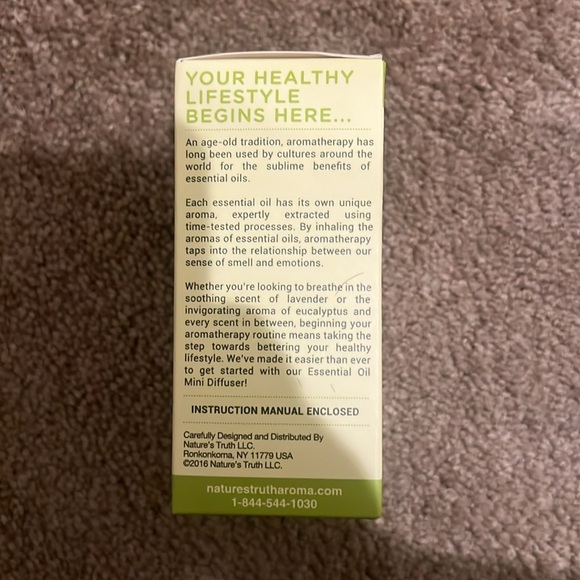 YOUR HEALTHY
LIFESTYLE
BEGINS HERE...
An age-old tradition, aromatherapy has
long been used by cultures around the
world for the sublime benefits of
essential oils.
Each essential oil has its own unique
aroma, expertly extracted using
time-tested processes. By inhaling the
aromas of essential oils, aromatherapy
taps into the relationship between our
sense of smell and emotions.
Whether you're looking to breathe in the
soothing scent of lavender or the
invigorating aroma of eucalyptus and
every scent in between, beginning your
aromatherapy routine means taking the
step towards bettering your healthy
lifestyle. We've made it easier than ever
to get started with our Essential Oil
Mini Diffuser!
INSTRUCTION MANUAL ENCLOSED
Carefully Designed and Distributed By
Nature's Truth LLC.
Ronkonkoma, NY 11779 USA
©2016 Nature's Truth LLC.
naturestrutharoma.com
1-844-544-1030